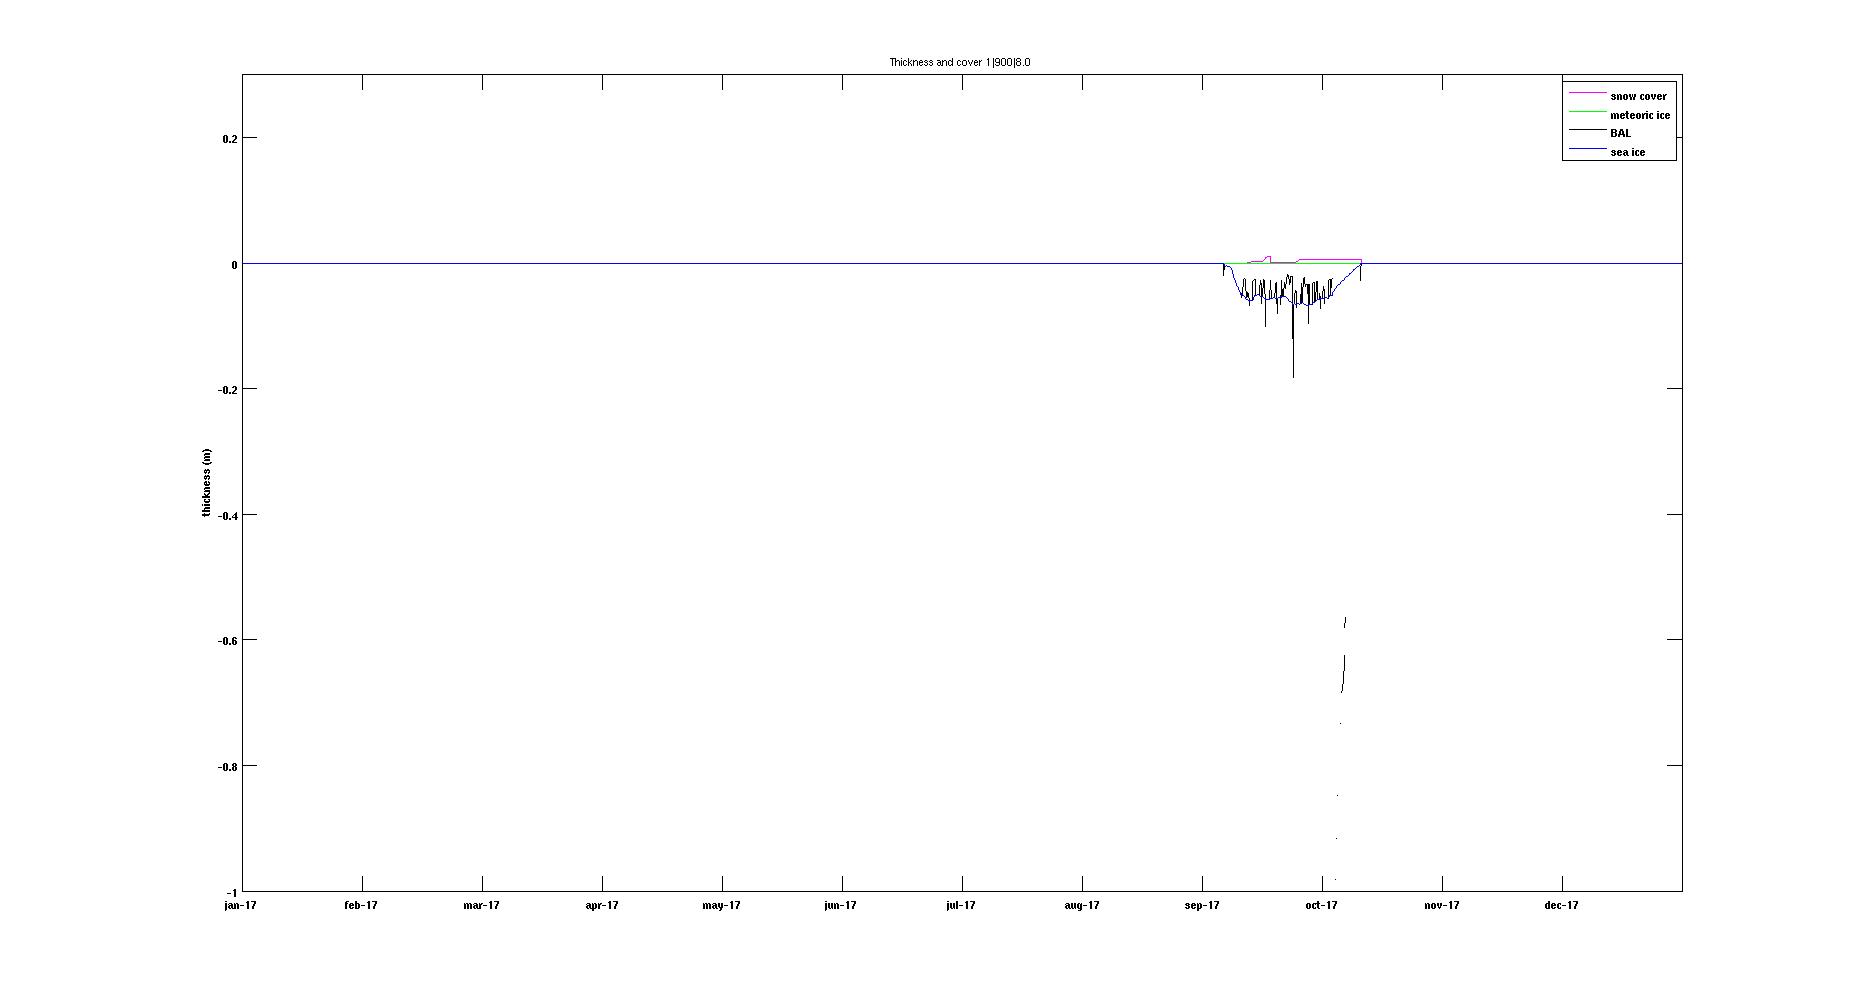 Thickness and cover 1|900|8.0
snow cover
meteoric ice
BAL
sea ice
0.2
0
-0.2
-0.4
-0.6
-0.8
-1
thickness (m)
jan-17 feb-17 mar-17 apr-17 may-17 jun-17 jul-17 aug-17 sep-17 oct-17 nov-17 dec-17